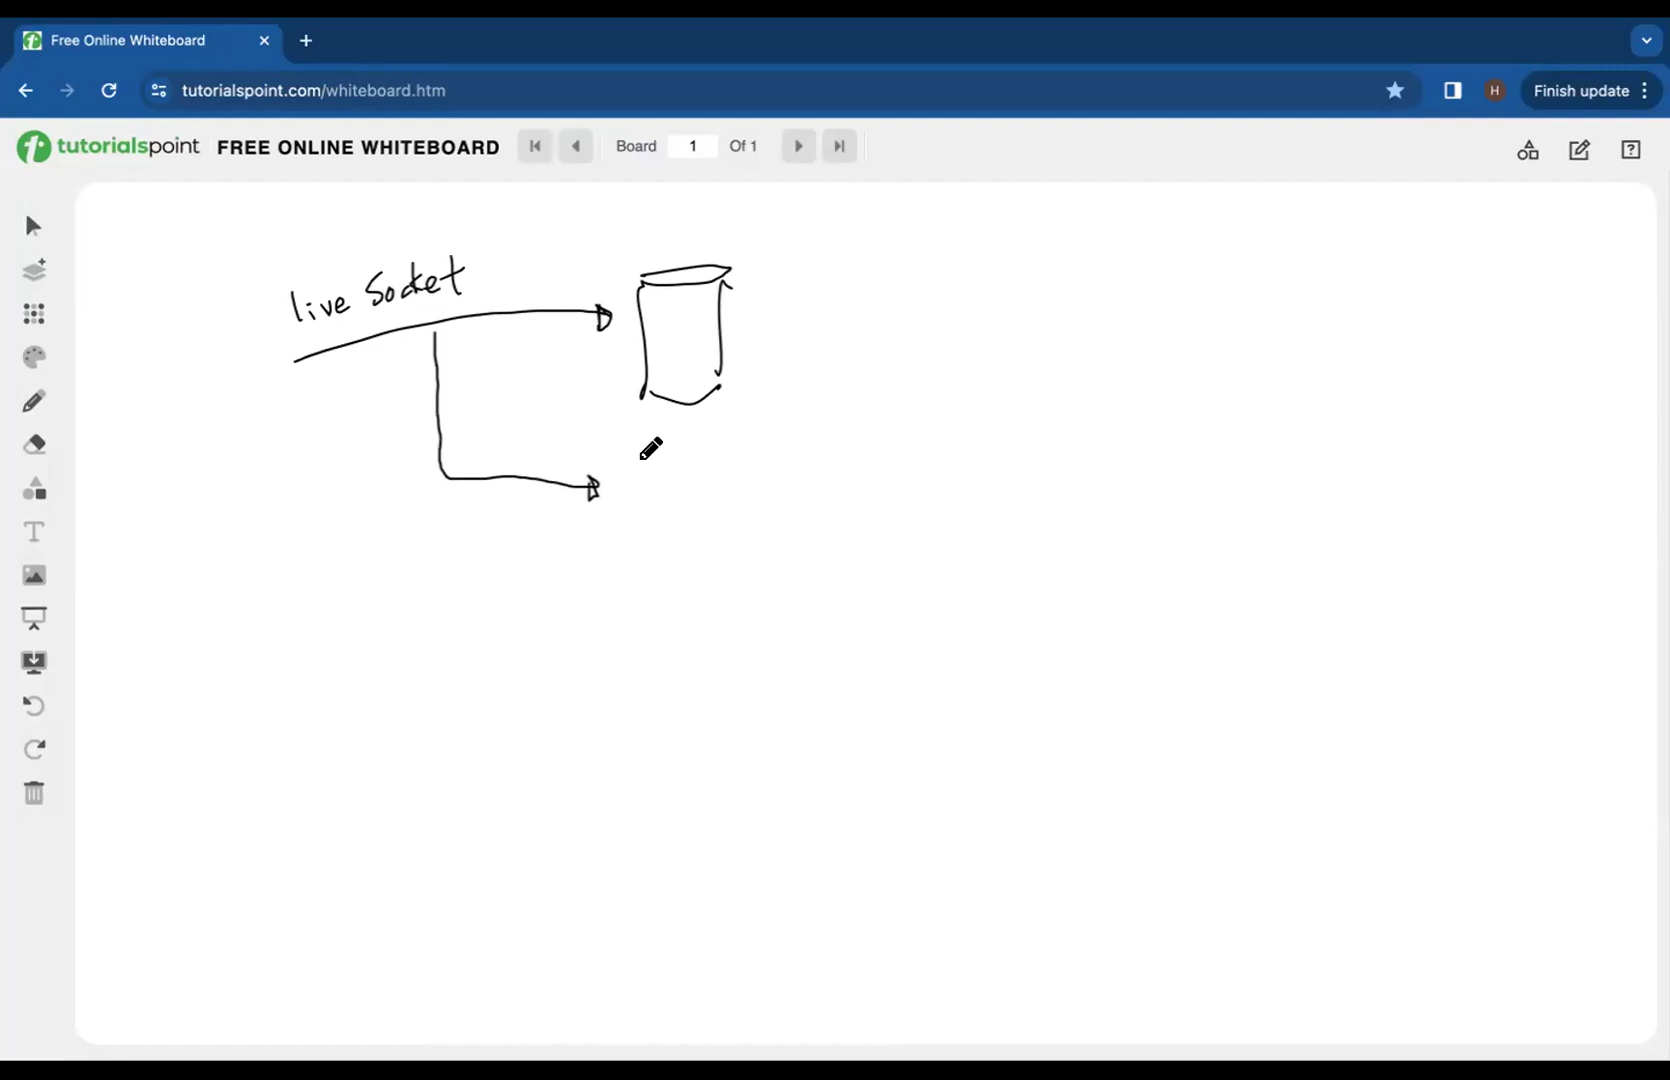 Free Online Whiteboard
tutorialspoint.com/whiteboard.htm
H
Finish update
tutorialspoint
FREE ONLINE WHITEBOARD
Board 1 Of 1
live Socket